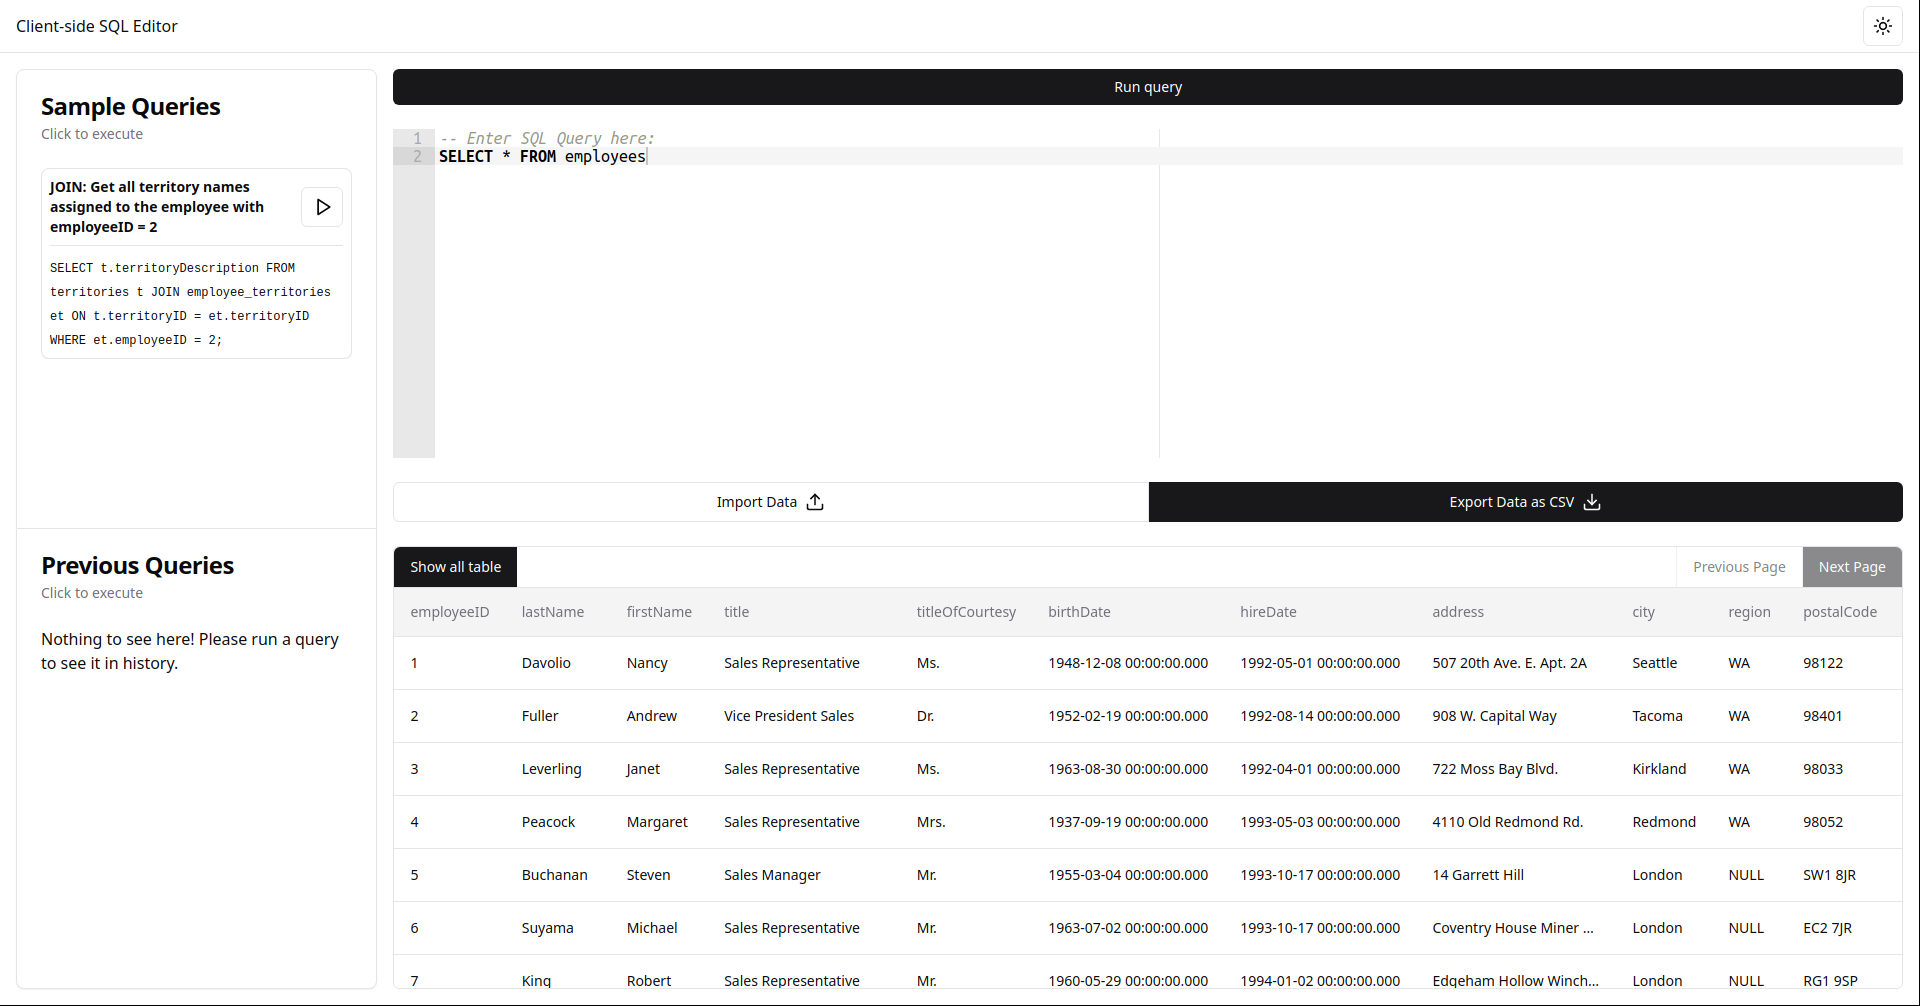 Client-side SQL Editor
Sample Queries
Click to execute
JOIN: Get all territory names
assigned to the employee with
employeeID = 2
SELECT t.territoryDescription FROM
territories t JOIN employee_territories
et ON t.territoryID = et.territoryID
WHERE et.employeeID = 2;
Previous Queries
Click to execute
Nothing to see here! Please run a query
to see it in history.
Run query
1 -- Enter SQL Query here:
2 SELECT * FROM employees
Import Data
Export Data as CSV
Show all table Previous Page Next Page
employeeID lastName firstName title titleOfCourtesy birthDate hireDate address city region postalCode
1 Davolio Nancy Sales Representative Ms. 1948-12-08 00:00:00.000 1992-05-01 00:00:00.000 507 20th Ave. E. Apt. 2A Seattle WA 98122
2 Fuller Andrew Vice President Sales Dr. 1952-02-19 00:00:00.000 1992-08-14 00:00:00.000 908 W. Capital Way Tacoma WA 98401
3 Leverling Janet Sales Representative Ms. 1963-08-30 00:00:00.000 1992-04-01 00:00:00.000 722 Moss Bay Blvd. Kirkland WA 98033
4 Peacock Margaret Sales Representative Mrs. 1937-09-19 00:00:00.000 1993-05-03 00:00:00.000 4110 Old Redmond Rd. Redmond WA 98052
5 Buchanan Steven Sales Manager Mr. 1955-03-04 00:00:00.000 1993-10-17 00:00:00.000 14 Garrett Hill London NULL SW1 8JR
6 Suyama Michael Sales Representative Mr. 1963-07-02 00:00:00.000 1993-10-17 00:00:00.000 Coventry House Miner ... London NULL EC2 7JR
7 King Robert Sales Representative Mr. 1960-05-29 00:00:00.000 1994-01-02 00:00:00.000 Edgeham Hollow Winch... London NULL RG1 9SP